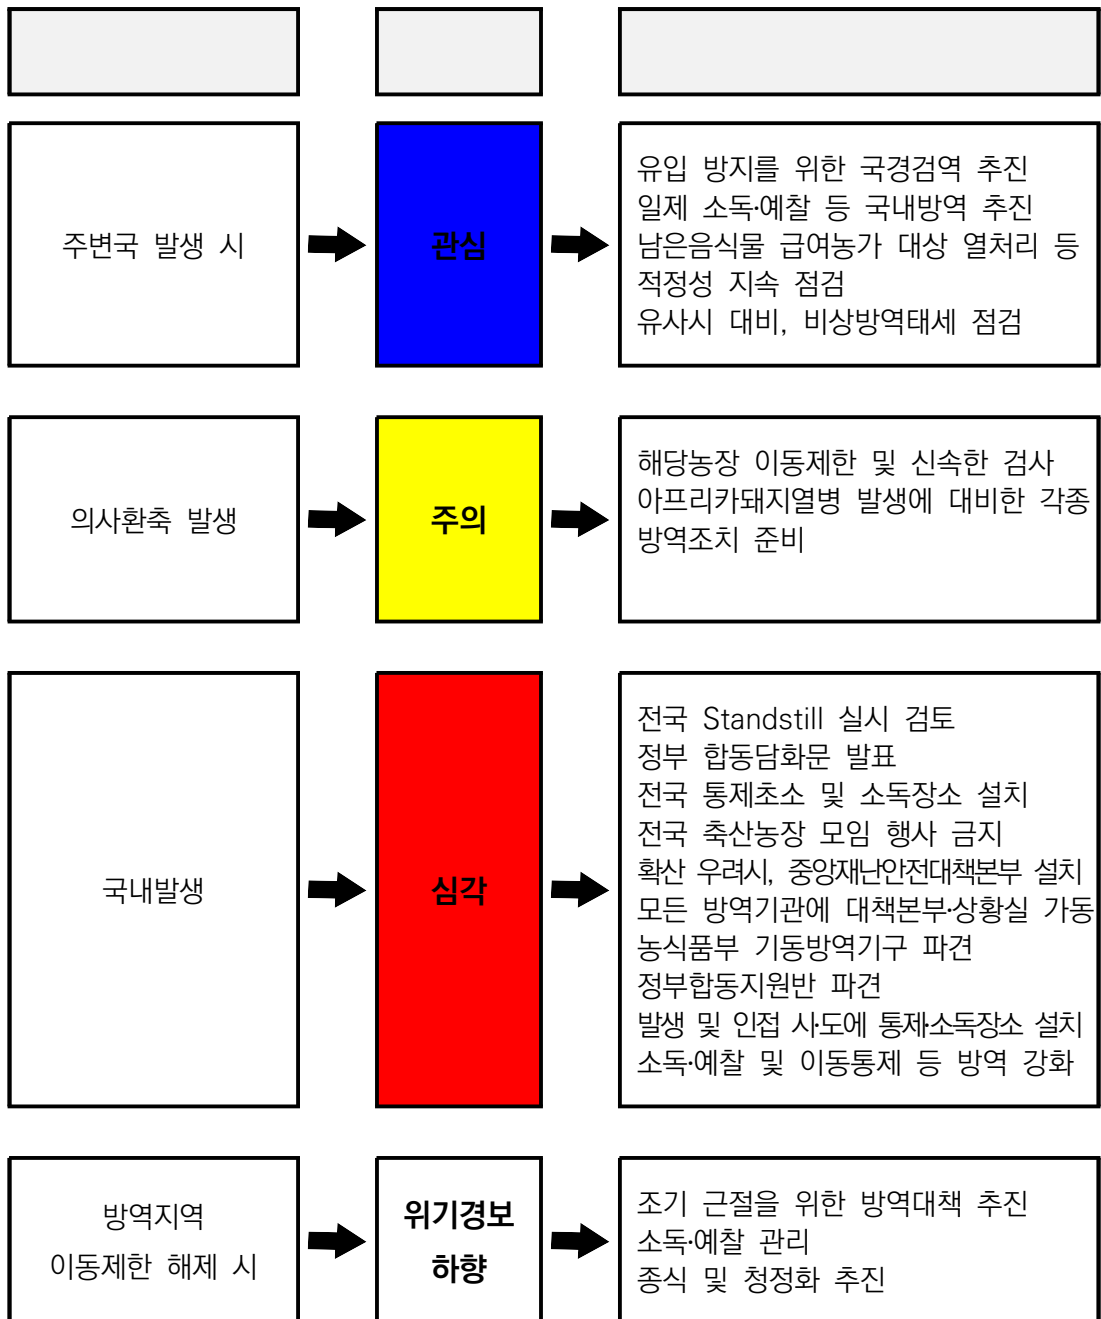 주변국 발생 시
관심
유입 방지를 위한 국경검역 추진
일제 소독·예찰 등 국내방역 추진
남은음식물 급여농가 대상 열처리 등
적정성 지속 점검
유사시 대비, 비상방역태세 점검
의사환축 발생
주의
해당농장 이동제한 및 신속한 검사
아프리카돼지열병 발생에 대비한 각종
방역조치 준비
국내발생
심각
전국 Standstill 실시 검토
정부 합동담화문 발표
전국 통제초소 및 소독장소 설치
전국 축산농장 모임 행사 금지
확산 우려시, 중앙재난안전대책본부 설치
모든 방역기관에 대책본부·상황실 가동
농식품부 기동방역기구 파견
정부합동지원반 파견
발생 및 인접 시·도에 통제·소독장소 설치
소독·예찰 및 이동통제 등 방역 강화
방역지역
이동제한 해제 시
위기경보
하향
조기 근절을 위한 방역대책 추진
소독·예찰 관리
종식 및 청정화 추진